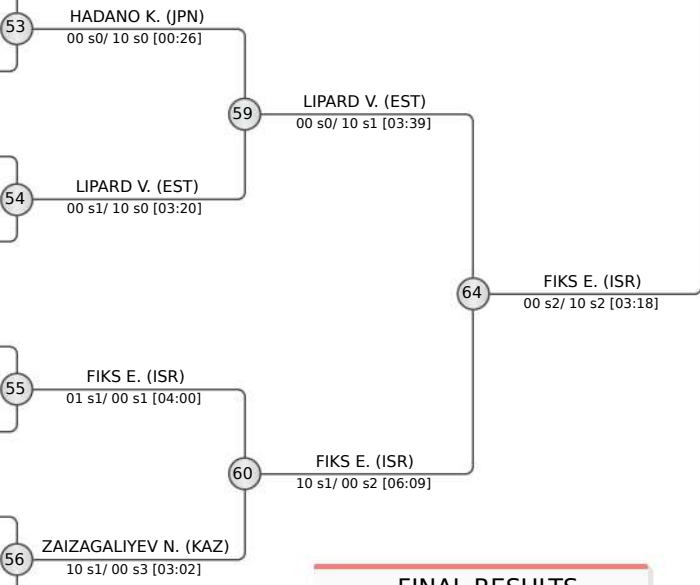 53
HADANO K. (JPN)
00 s0/ 10 s0 [00:26]
59
LIPARD V. (EST)
00 s0/ 10 s1 [03:39]
54
LIPARD V. (EST)
00 s1/ 10 s0 [03:20]
64
FIKS E. (ISR)
00 s2/ 10 s2 [03:18]
55
FIKS E. (ISR)
01 s1/ 00 s1 [04:00]
60
FIKS E. (ISR)
10 s1/ 00 s2 [06:09]
56
ZAIZAGALIYEV N. (KAZ)
10 s1/ 00 s3 [03:02]
FINAL RESULTS